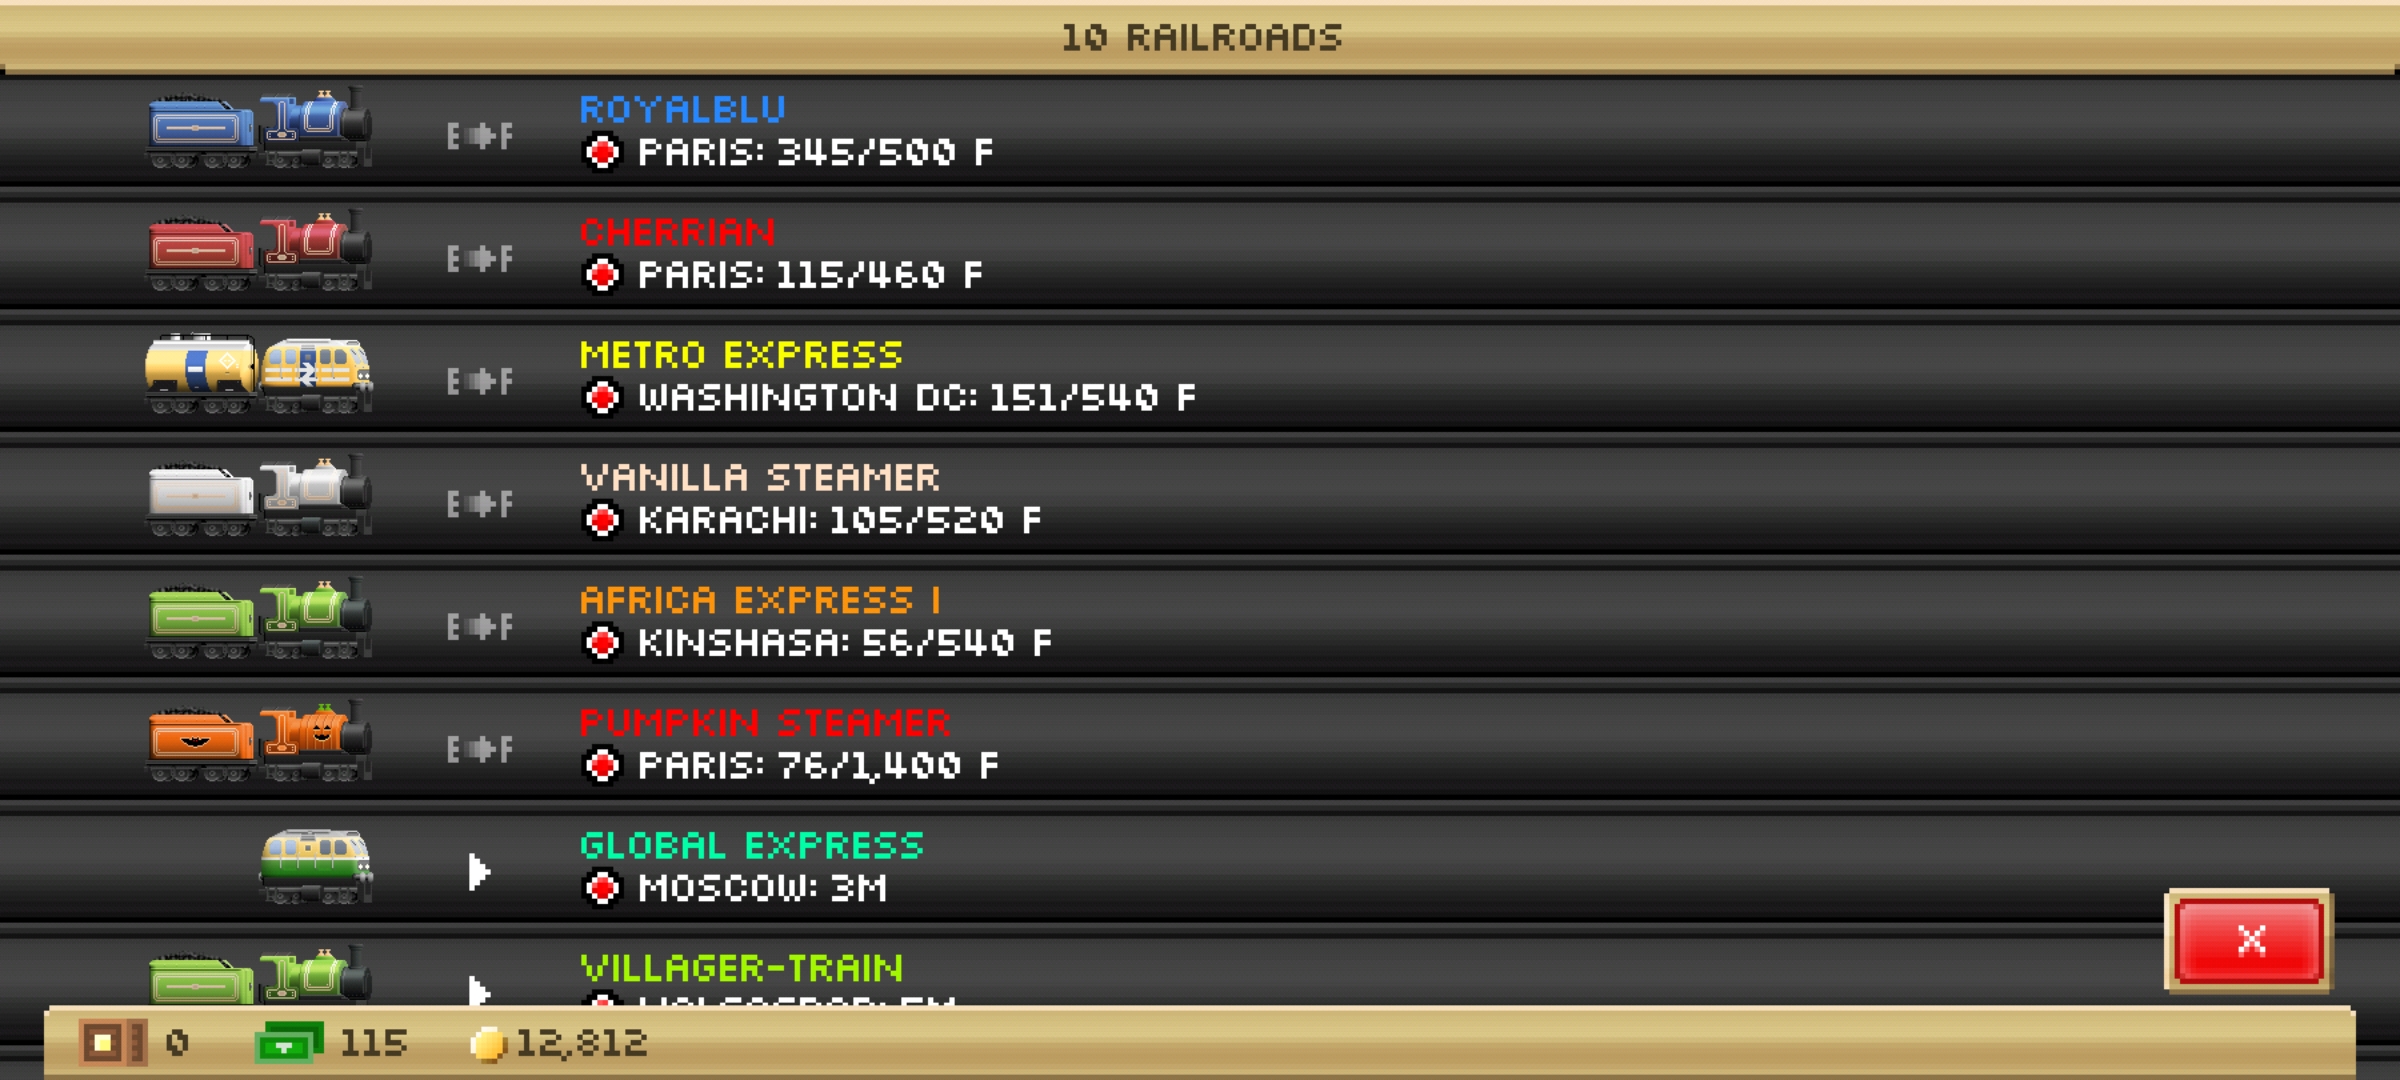 10 RAILROADS
ROYALBLU
E F
PARIS: 345/500 F
CHERRIAN
E F
PARIS: 115/460 F
METRO EXPRESS
E F
WASHINGTON DC: 151/540 F
VANILLA STEAMER
E F
KARACHI: 105/520 F
AFRICA EXPRESS I
E F
KINSHASA: 56/540 F
PUMPKIN STEAMER
E F
PARIS: 76/1,400 F
GLOBAL EXPRESS
MOSCOW: 3M
VILLAGER-TRAIN
X
0 115 12,812